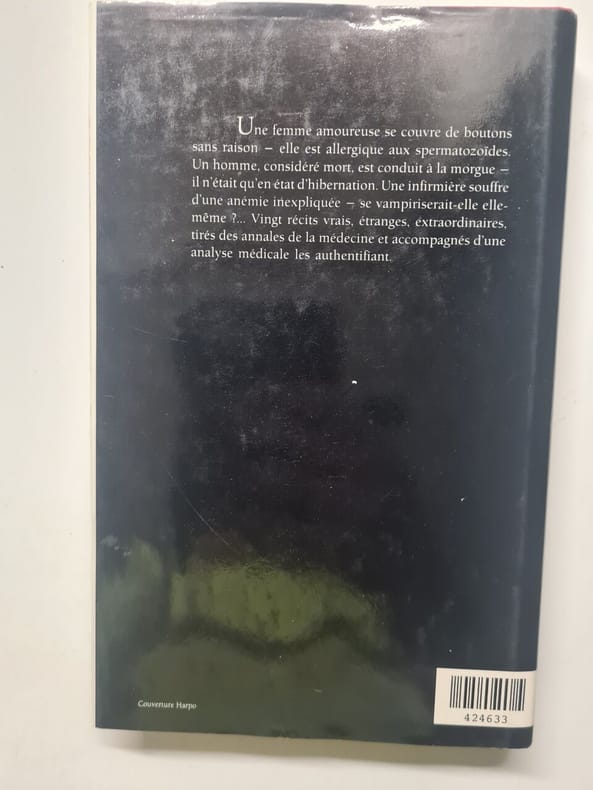 Une femme amoureuse se couvre de boutons
sans raison – elle est allergique aux spermatozoïdes.
Un homme, considéré mort, est conduit à la morgue –
il n'était qu'en état d'hibernation. Une infirmière souffre
d'une anémie inexpliquée – se vampiriserait-elle elle-
même ?... Vingt récits vrais, étranges, extraordinaires,
tirés des annales de la médecine et accompagnés d'une
analyse médicale les authentifiant.
Couverture Harpo
424633